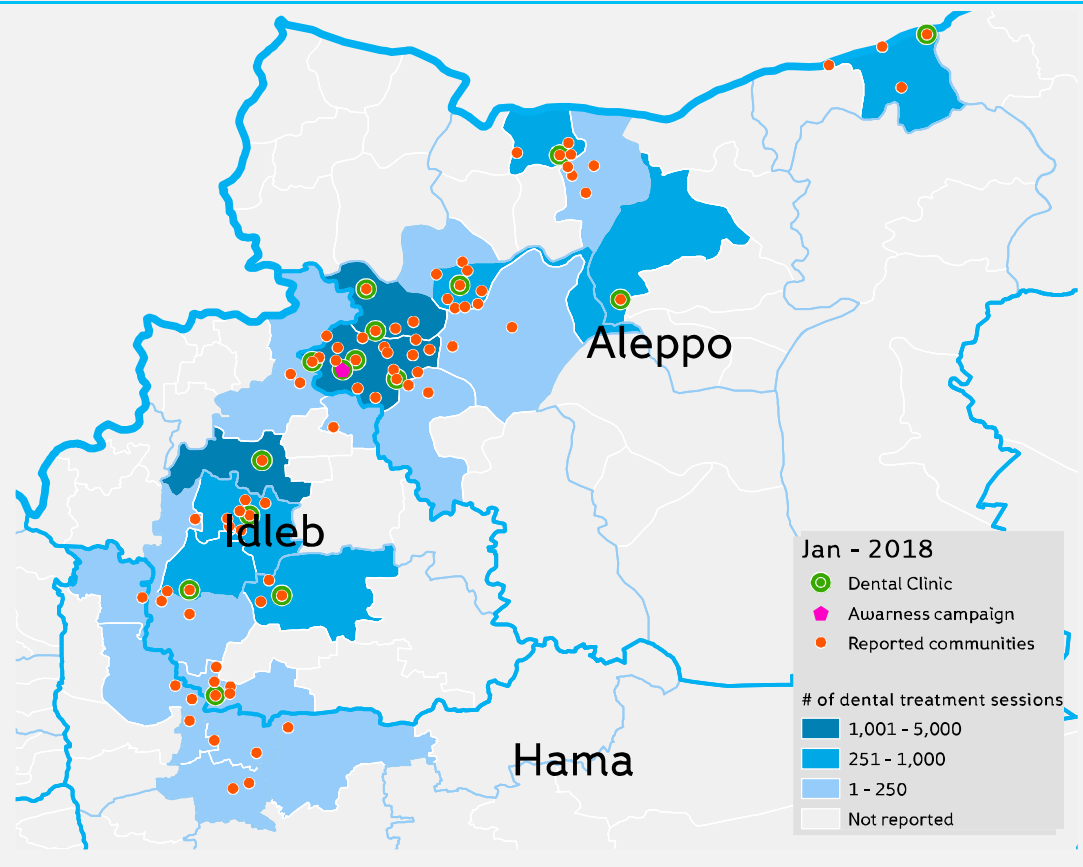 Aleppo
Idleb
Hama
Jan - 2018
Dental Clinic
Awarness campaign
Reported communities
# of dental treatment sessions
1,001 - 5,000
251 - 1,000
1 - 250
Not reported